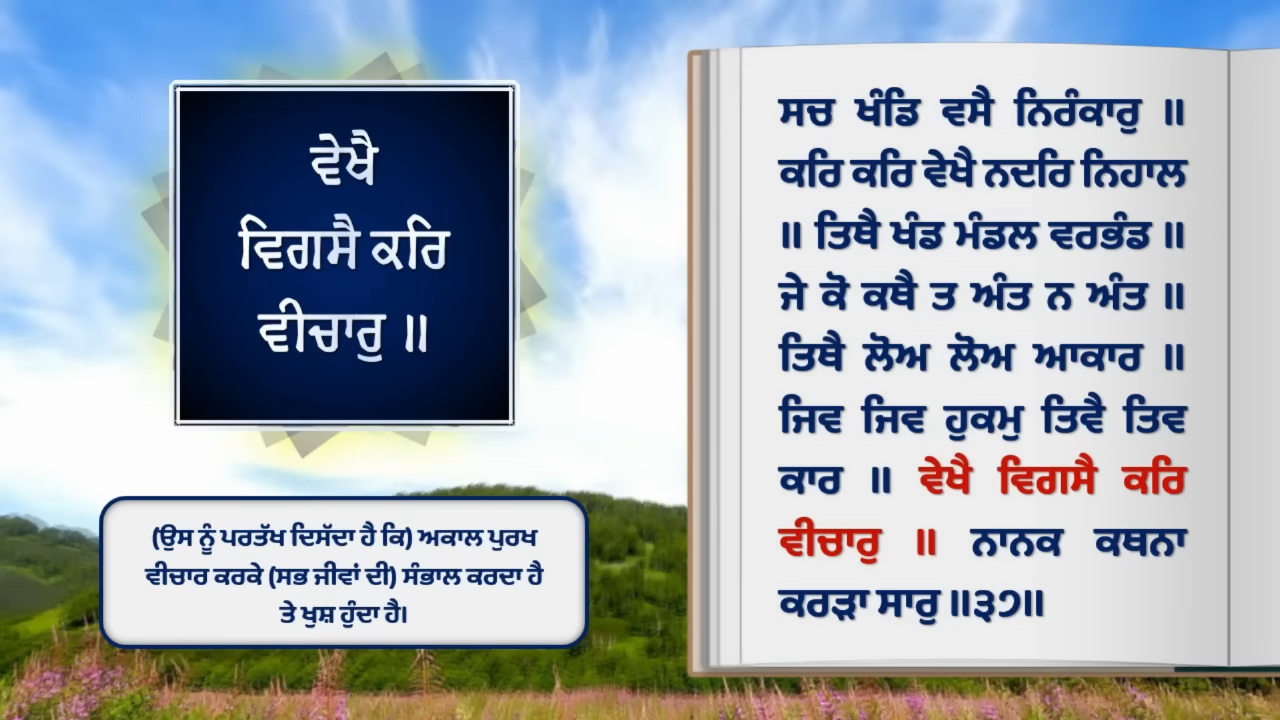 ਵੇਖੈ
ਵਿਗਸੈ ਕਰਿ
ਵੀਚਾਰੁ ॥
(ਉਸ ਨੂੰ ਪਰਤੱਖ ਦਿਸੱਦਾ ਹੈ ਕਿ) ਅਕਾਲ ਪੁਰਖ
ਵੀਚਾਰ ਕਰਕੇ (ਸਭ ਜੀਵਾਂ ਦੀ) ਸੰਭਾਲ ਕਰਦਾ ਹੈ
ਤੇ ਖੁਸ਼ ਹੁੰਦਾ ਹੈ।
ਸਚ ਖੰਡਿ ਵਸੈ ਨਿਰੰਕਾਰੁ ॥
ਕਰਿ ਕਰਿ ਵੇਖੈ ਨਦਰਿ ਨਿਹਾਲ
॥ ਤਿਥੈ ਖੰਡ ਮੰਡਲ ਵਰਭੰਡ ॥
ਜੇ ਕੋ ਕਥੈ ਤ ਅੰਤ ਨ ਅੰਤ ॥
ਤਿਥੈ ਲੋਅ ਲੋਅ ਆਕਾਰ ॥
ਜਿਵ ਜਿਵ ਹੁਕਮੁ ਤਿਵੈ ਤਿਵ
ਕਾਰ ॥ ਵੇਖੈ ਵਿਗਸੈ ਕਰਿ
ਵੀਚਾਰੁ ॥ ਨਾਨਕ ਕਥਨਾ
ਕਰੜਾ ਸਾਰੁ ॥੩੭॥